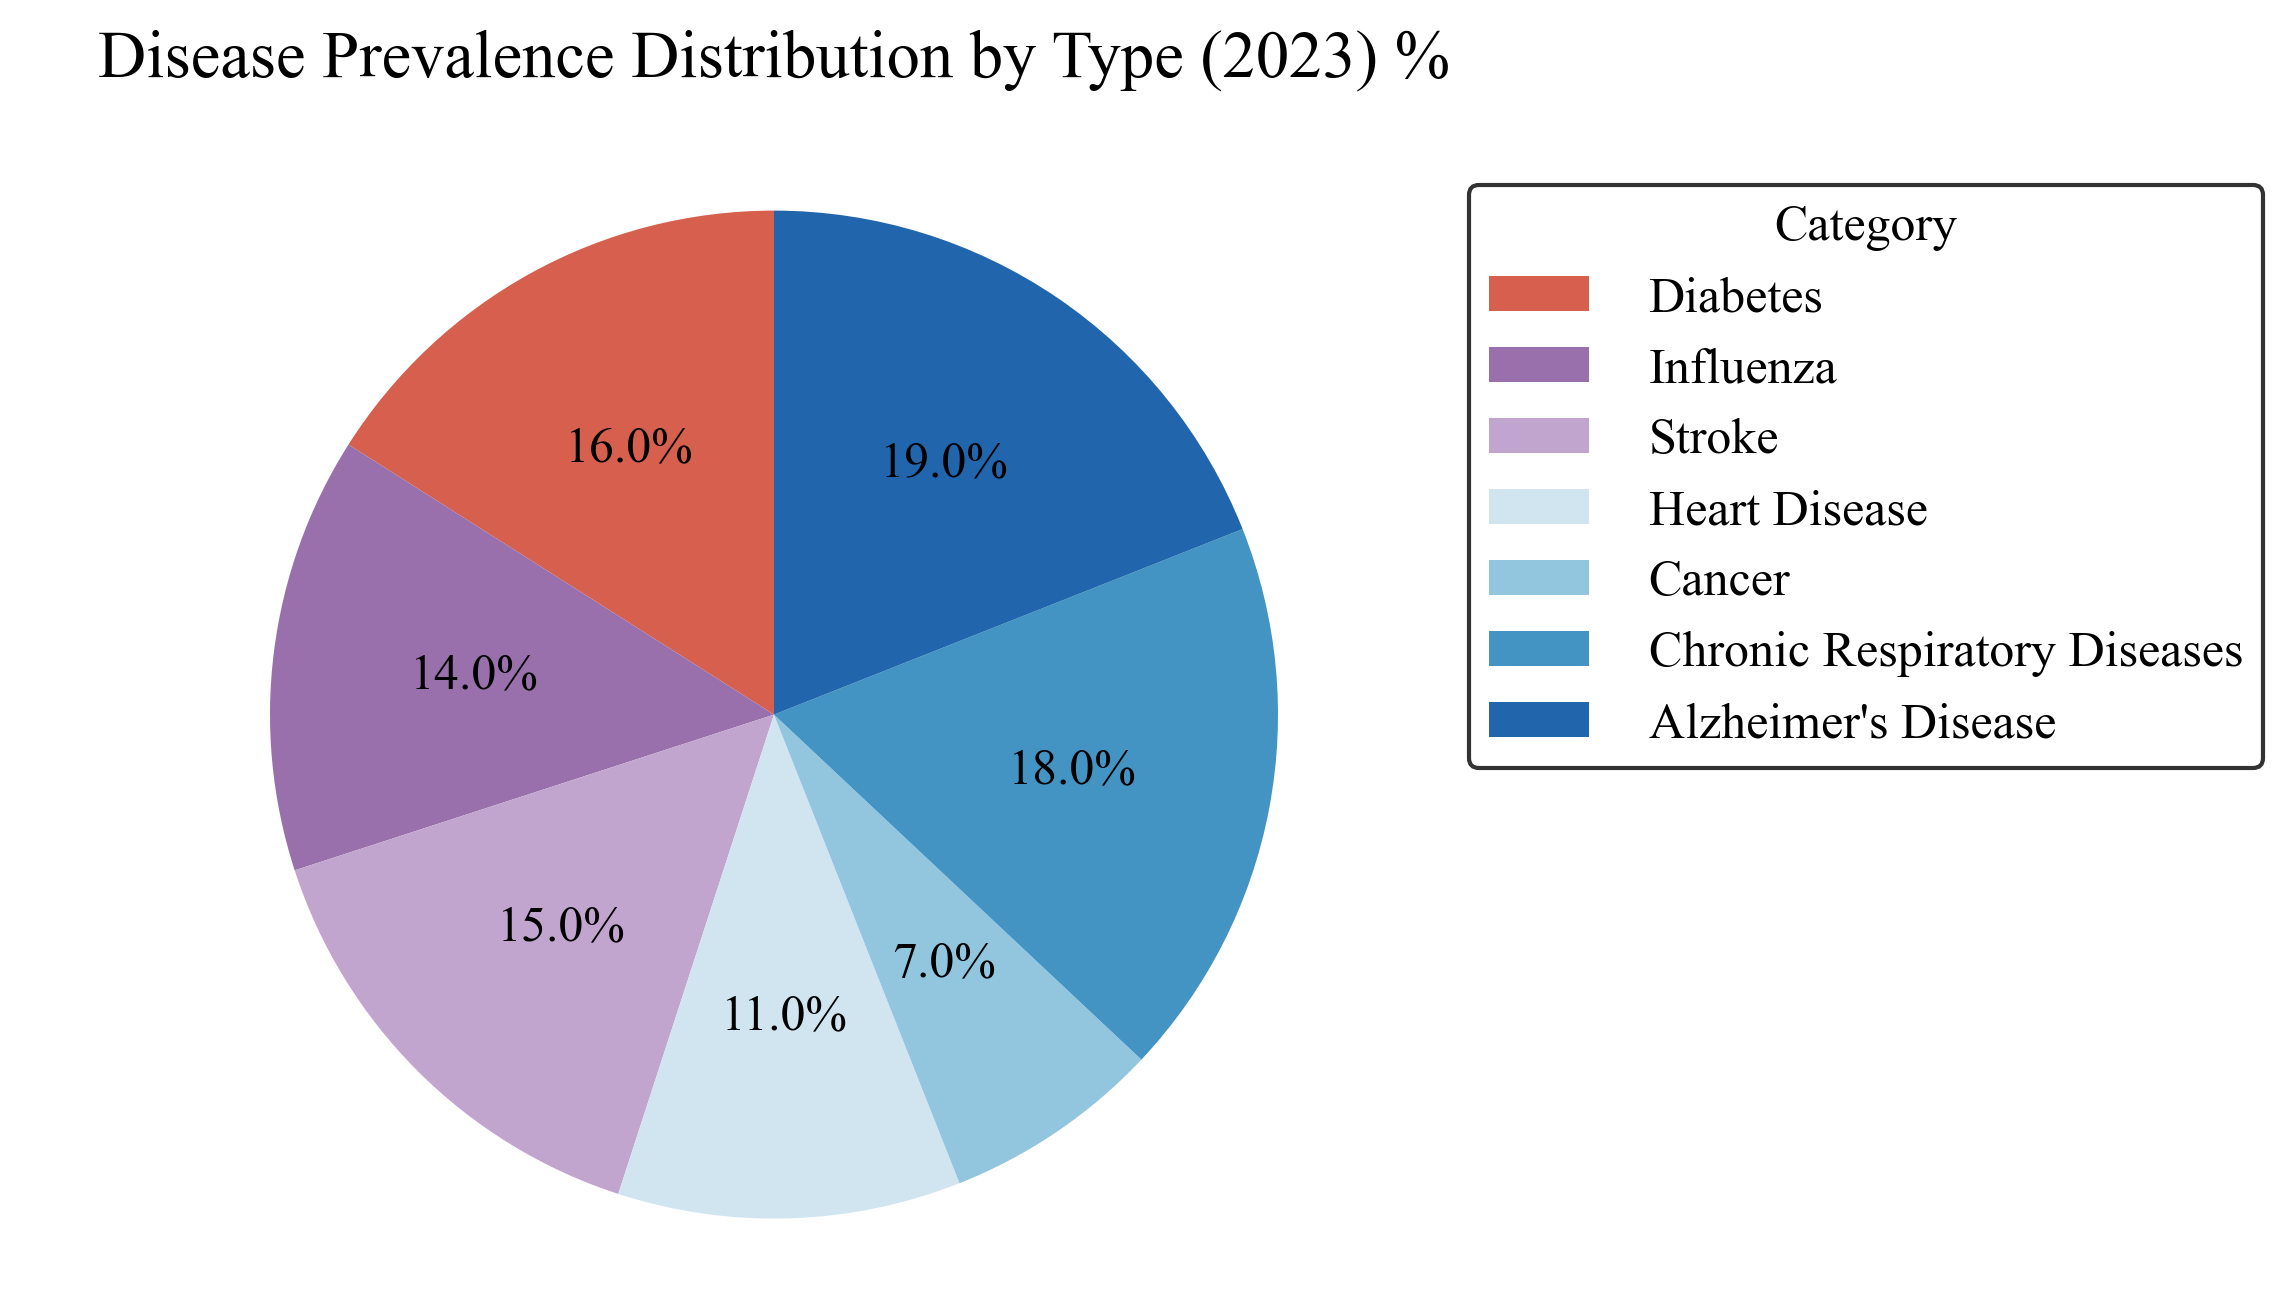 Disease Prevalence Distribution by Type (2023) %
16.0%
19.0%
14.0%
18.0%
15.0%
7.0%
11.0%
Category
Diabetes
Influenza
Stroke
Heart Disease
Cancer
Chronic Respiratory Diseases
Alzheimer's Disease